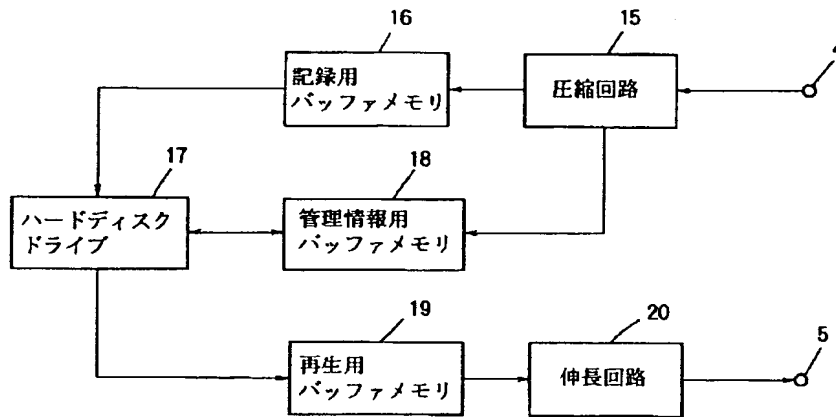 16
15
4
記録用
バッファメモリ
圧縮回路
17
18
ハードディスク
ドライブ
管理情報用
バッファメモリ
19
20
5
再生用
バッファメモリ
伸長回路